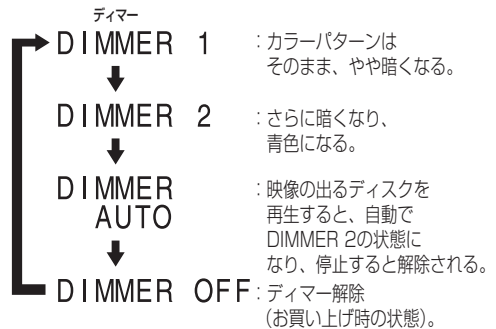 ディマー
DIMMER 1 :カラーパターンは
そのまま、やや暗くなる。
DIMMER 2 :さらに暗くなり、
青色になる。
DIMMER :映像の出るディスクを
AUTO 再生すると、自動で
DIMMER 2の状態に
なり、停止すると解除される。
DIMMER OFF:ディマー解除
(お買い上げ時の状態)。